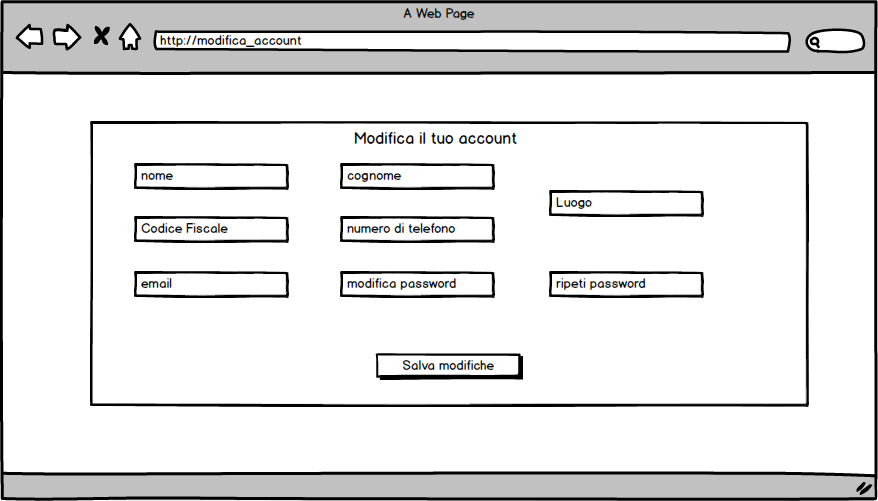 A Web Page
http://modifica_account
Modifica il tuo account
nome
cognome
Luogo
Codice Fiscale
numero di telefono
email
modifica password
ripeti password
Salva modifiche